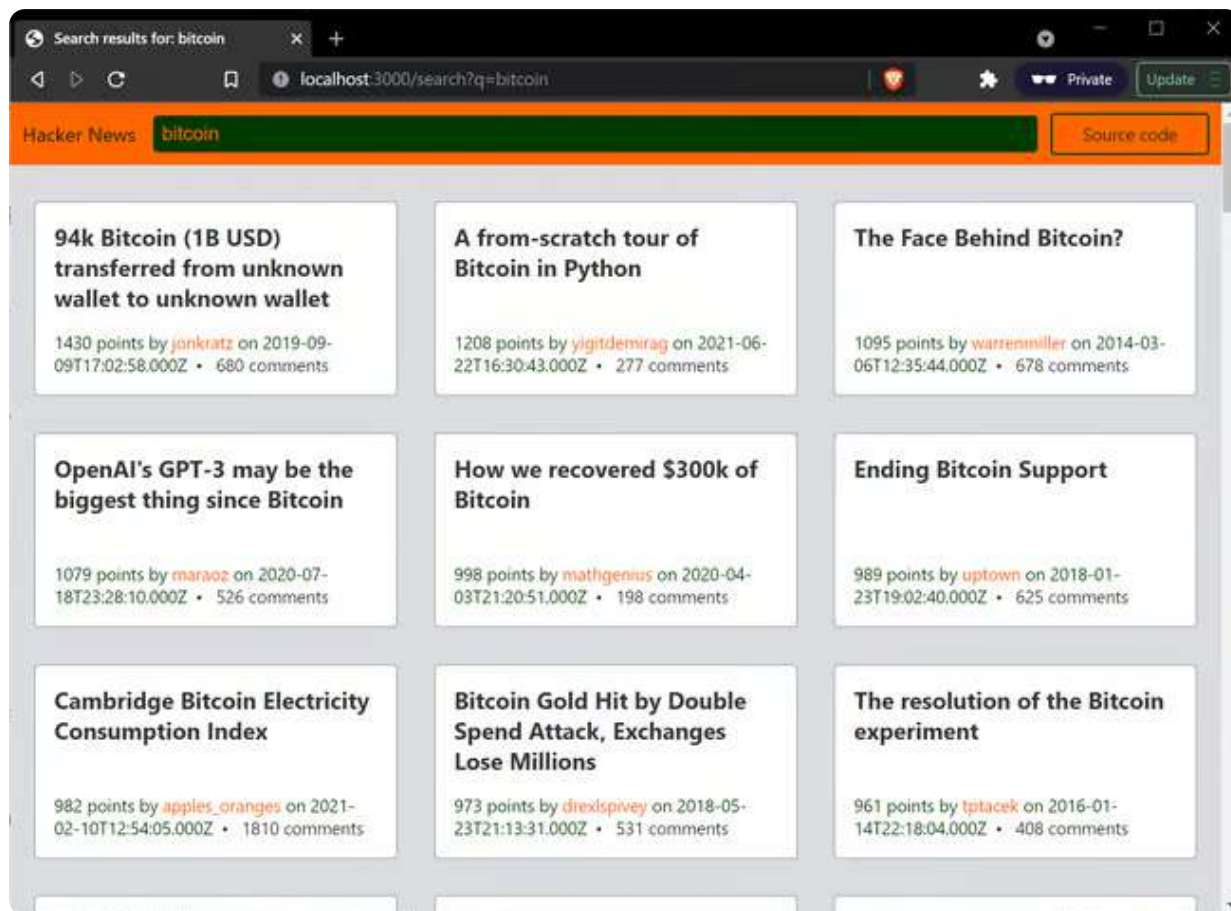 Search results for: bitcoin
localhost:3000/search?q=bitcoin
Private
Update
Hacker News
bitcoin
Source code
94k Bitcoin (1B USD)
transferred from unknown
wallet to unknown wallet
1430 points by jonkratz on 2019-09-
09T17:02:58.000Z • 680 comments
A from-scratch tour of
Bitcoin in Python
1208 points by yigitdemirag on 2021-06-
22T16:30:43.000Z • 277 comments
The Face Behind Bitcoin?
1095 points by warrenmiller on 2014-03-
06T12:35:44.000Z • 678 comments
OpenAI's GPT-3 may be the
biggest thing since Bitcoin
1079 points by maraoz on 2020-07-
18T23:28:10.000Z • 526 comments
How we recovered $300k of
Bitcoin
998 points by mathgenius on 2020-04-
03T21:20:51.000Z • 198 comments
Ending Bitcoin Support
989 points by uptown on 2018-01-
23T19:02:40.000Z • 625 comments
Cambridge Bitcoin Electricity
Consumption Index
982 points by apples_oranges on 2021-
02-10T12:54:05.000Z • 1810 comments
Bitcoin Gold Hit by Double
Spend Attack, Exchanges
Lose Millions
973 points by drexlspivey on 2018-05-
23T21:13:31.000Z • 531 comments
The resolution of the Bitcoin
experiment
961 points by tptacek on 2016-01-
14T22:18:04.000Z • 408 comments